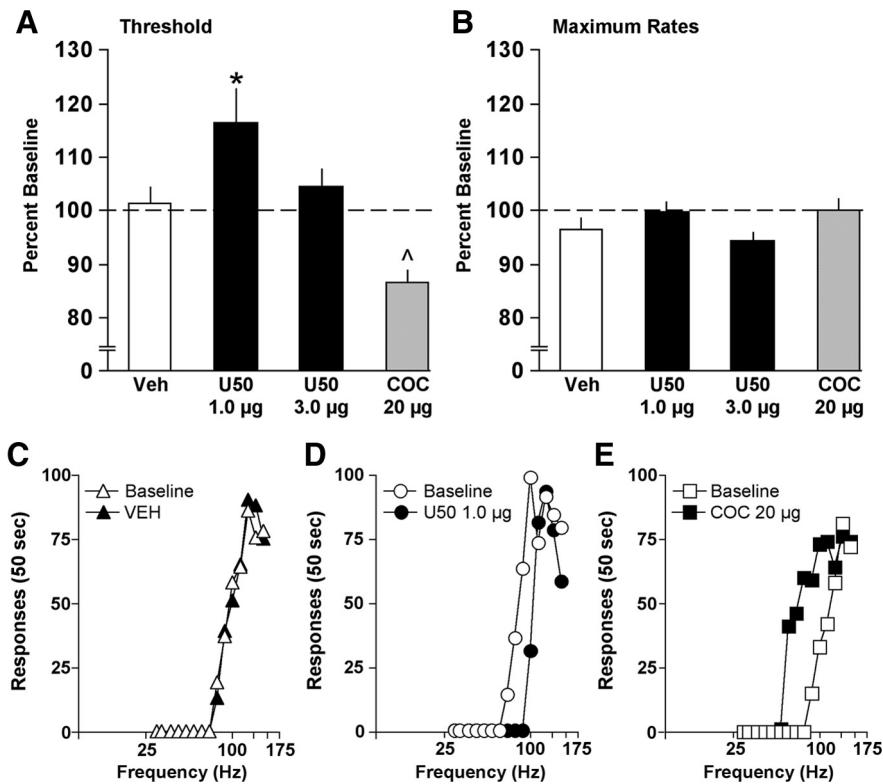 A
Threshold
Percent Baseline
130
120
110
100
90
80
0
*
^
Veh
U50
1.0 µg
U50
3.0 µg
COC
20 µg
B
Maximum Rates
Percent Baseline
130
120
110
100
90
80
0
Veh
U50
1.0 µg
U50
3.0 µg
COC
20 µg
C
Responses (50 sec)
100
75
50
25
0
Baseline
VEH
25
100
175
Frequency (Hz)
D
Responses (50 sec)
100
75
50
25
0
Baseline
U50 1.0 µg
25
100
175
Frequency (Hz)
E
Responses (50 sec)
100
75
50
25
0
Baseline
COC 20 µg
25
100
175
Frequency (Hz)